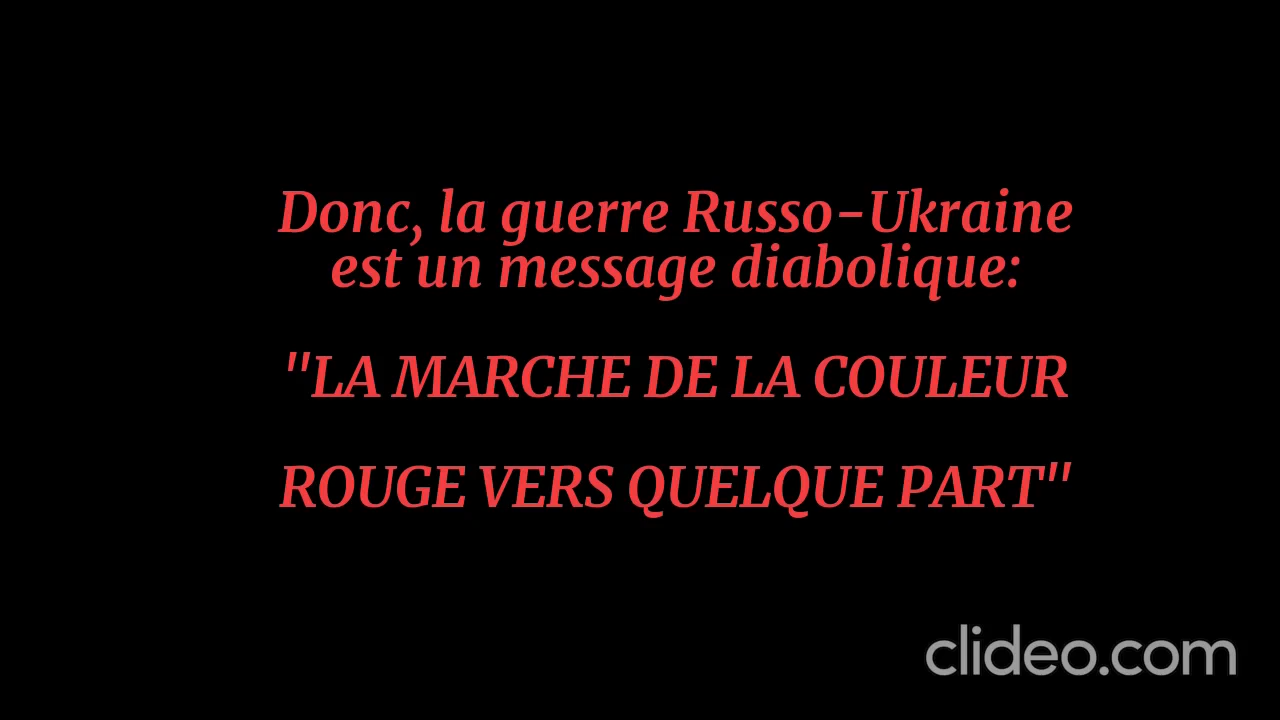 Donc, la guerre Russo-Ukraine
est un message diabolique:
"LA MARCHE DE LA COULEUR
ROUGE VERS QUELQUE PART"
clideo.com